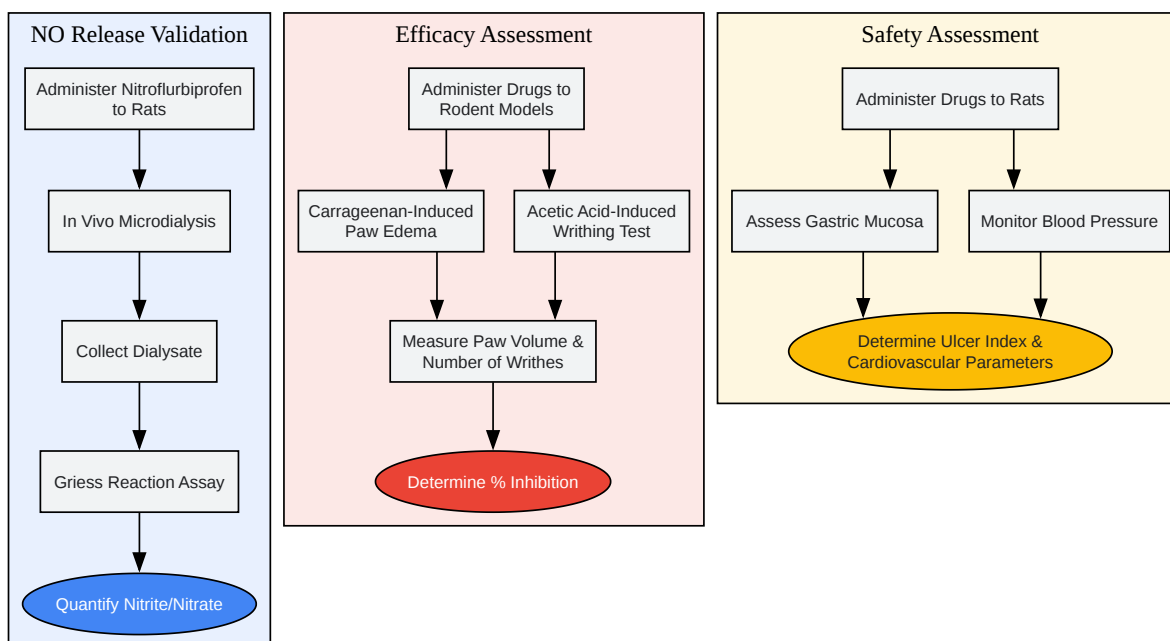 NO Release Validation
Administer Nitroflurbiprofen
to Rats
In Vivo Microdialysis
Collect Dialysate
Griess Reaction Assay
Quantify Nitrite/Nitrate
Efficacy Assessment
Administer Drugs to
Rodent Models
Carrageenan-Induced
Paw Edema
Acetic Acid-Induced
Writhing Test
Measure Paw Volume &
Number of Writhes
Determine % Inhibition
Safety Assessment
Administer Drugs to Rats
Assess Gastric Mucosa
Monitor Blood Pressure
Determine Ulcer Index &
Cardiovascular Parameters